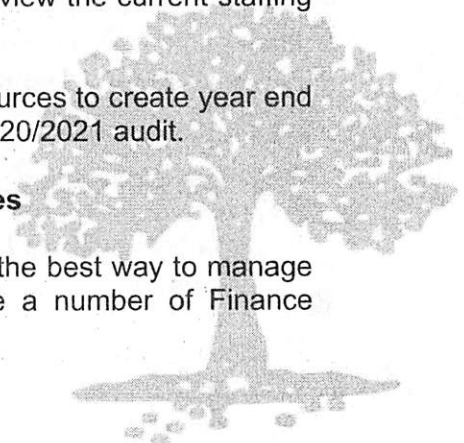 view the current staffing
urces to create year end
20/2021 audit.
es
the best way to manage
e a number of Finance